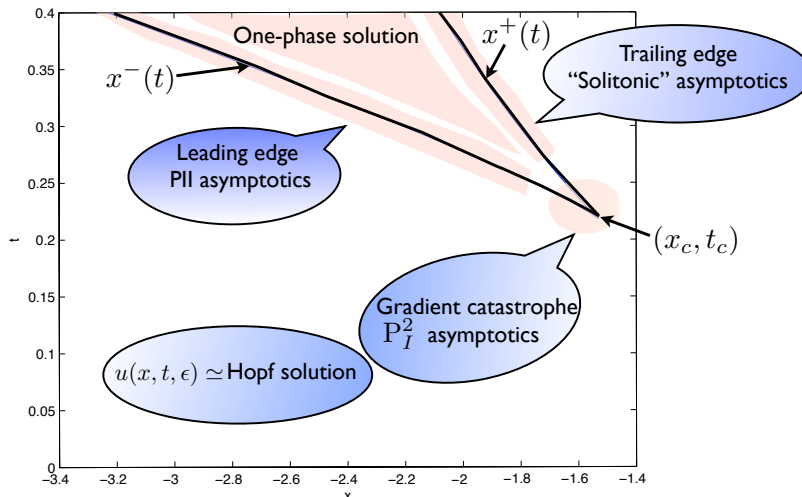 0.4
One-phase solution
x⁺(t)
Trailing edge
“Solitonic” asymptotics
0.35
x⁻(t)
0.3
Leading edge
PII asymptotics
0.25
0.2
(x_c, t_c)
t
0.15
Gradient catastrophe
P_I^2 asymptotics
0.1
u(x, t, ϵ) ≃ Hopf solution
0.05
0
−3.4 −3.2 −3 −2.8 −2.6 −2.4 −2.2 −2 −1.8 −1.6 −1.4
x